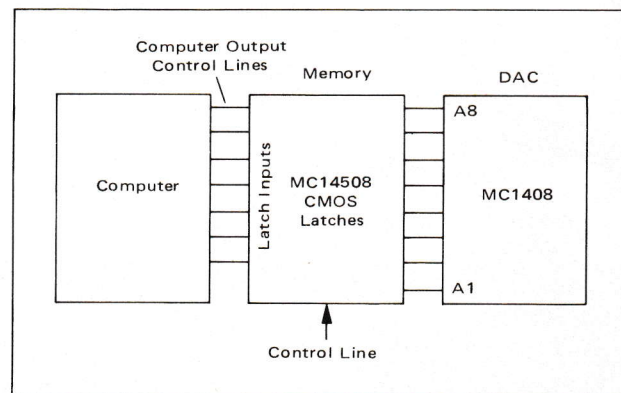 Computer Output
Control Lines
Memory
DAC
A8
Latch Inputs
Computer
MC14508
CMOS
Latches
MC1408
A1
Control Line